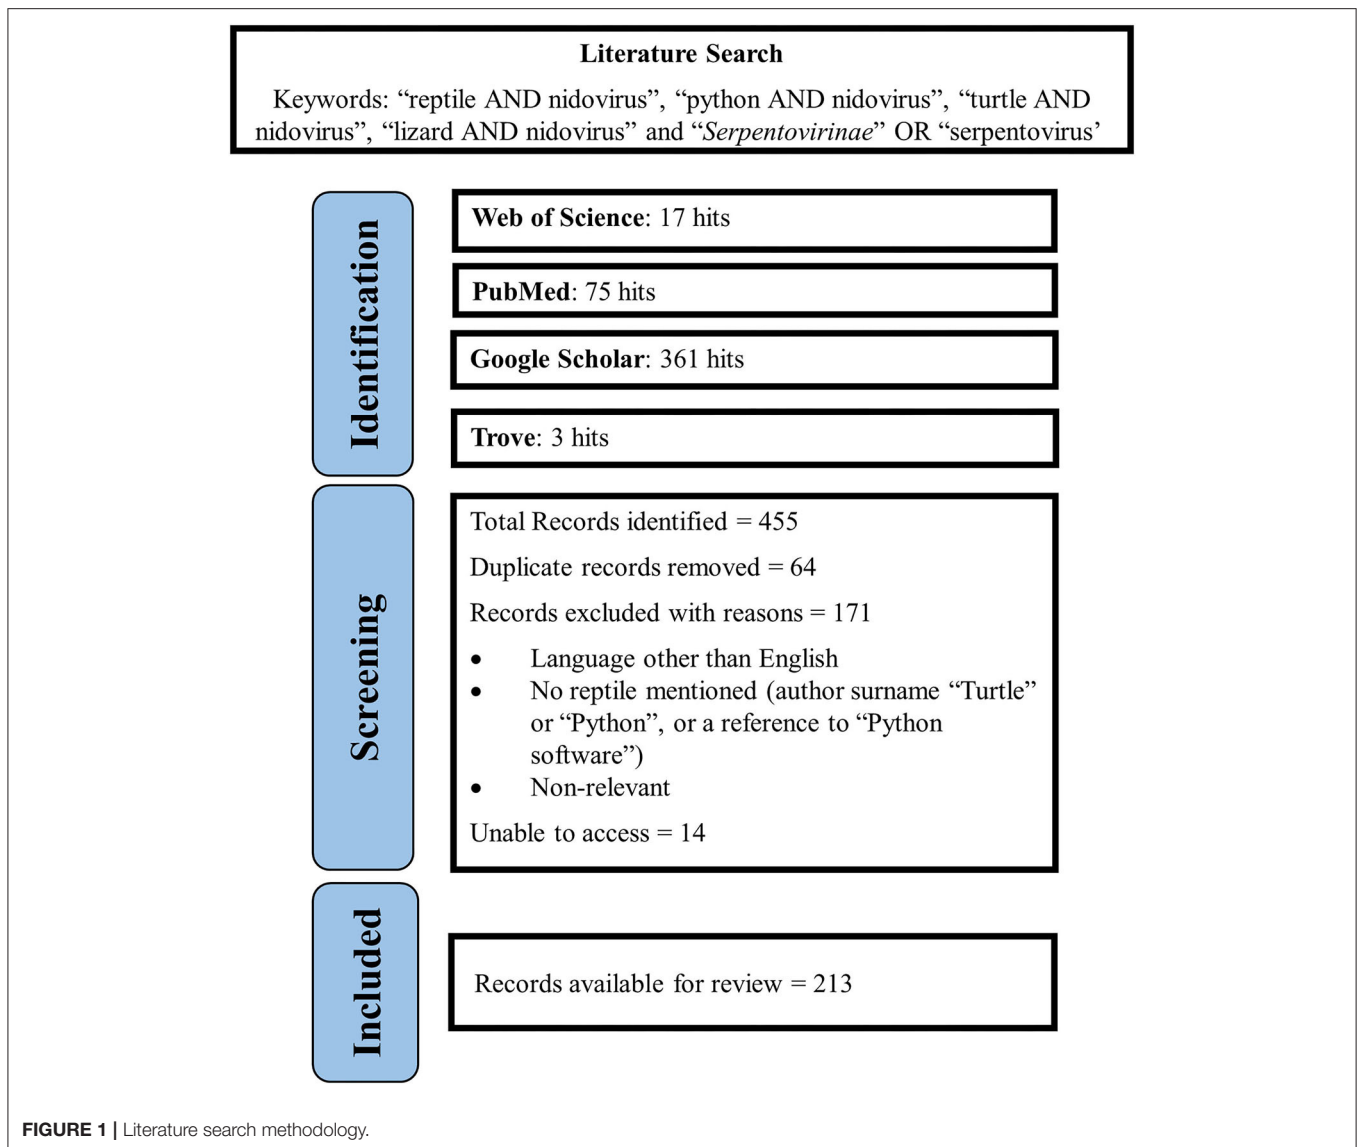 Literature Search
Keywords: “reptile AND nidovirus”, “python AND nidovirus”, “turtle AND
nidovirus”, “lizard AND nidovirus” and “Serpentovirinae” OR “serpentovirus’
Identification
Web of Science: 17 hits
PubMed: 75 hits
Google Scholar: 361 hits
Trove: 3 hits
Screening
Total Records identified = 455
Duplicate records removed = 64
Records excluded with reasons = 171
• Language other than English
• No reptile mentioned (author surname “Turtle”
or “Python”, or a reference to “Python
software”)
• Non-relevant
Unable to access = 14
Included
Records available for review = 213
FIGURE 1 | Literature search methodology.